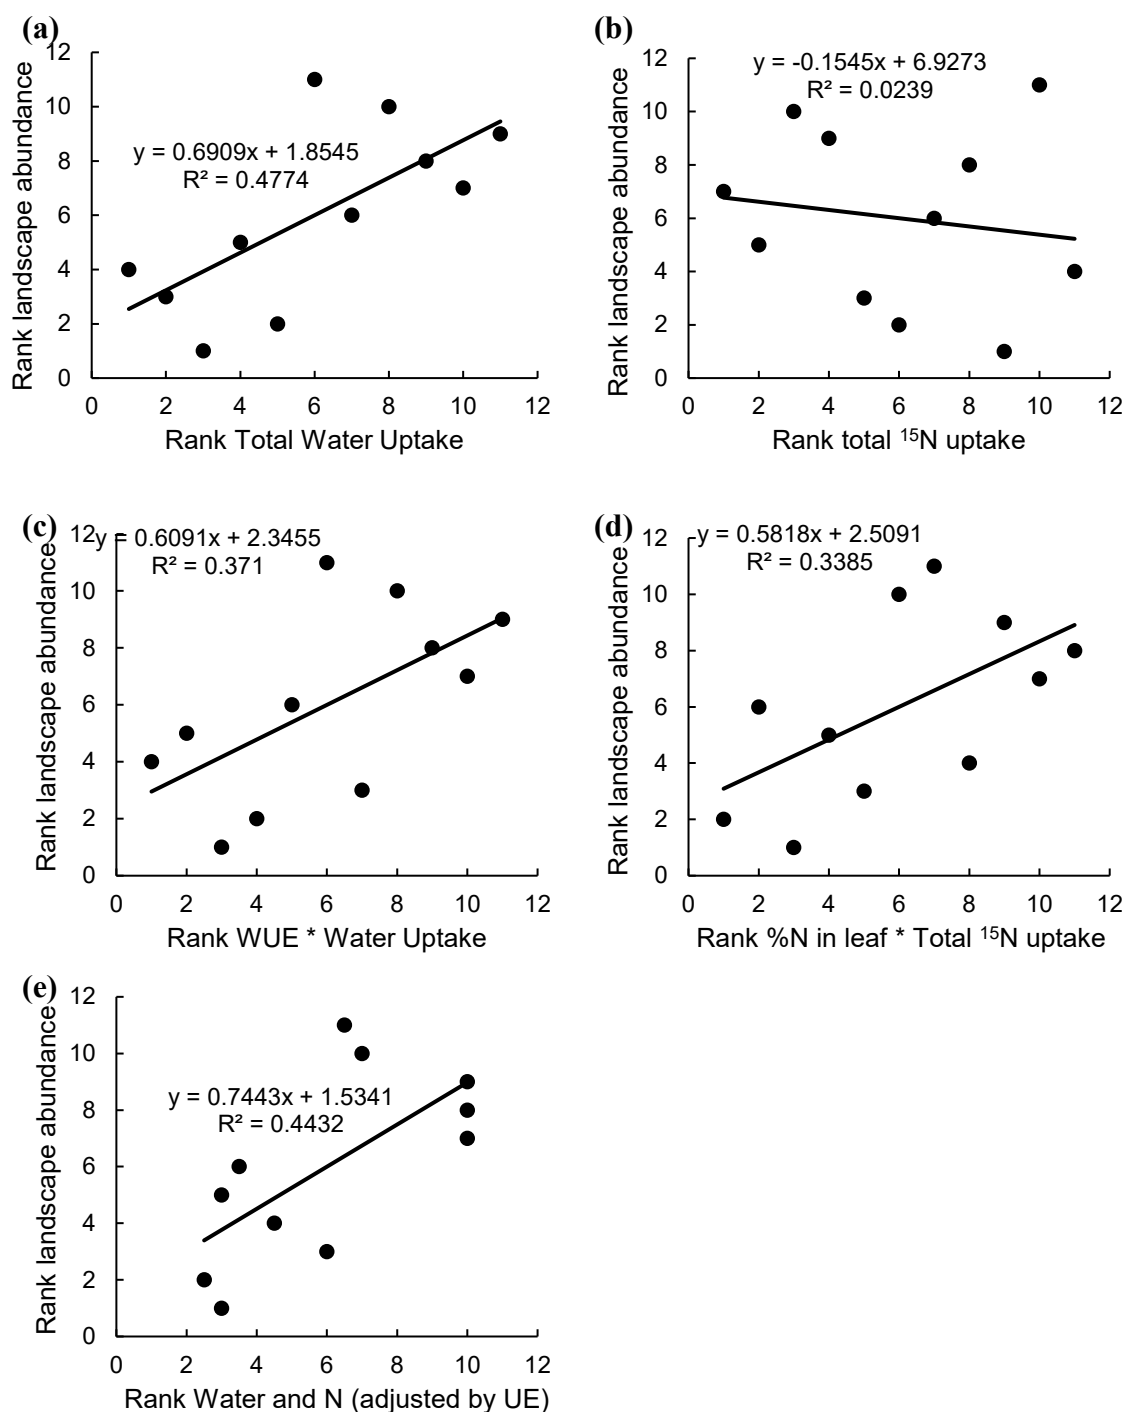 (a)
12
10
8
6
4
2
0
Rank landscape abundance
y = 0.6909x + 1.8545
R² = 0.4774
0 2 4 6 8 10 12
Rank Total Water Uptake
(b)
12
10
8
6
4
2
0
Rank landscape abundance
y = -0.1545x + 6.9273
R² = 0.0239
0 2 4 6 8 10 12
Rank total ¹⁵N uptake
(c)
12
10
8
6
4
2
0
Rank landscape abundance
y = 0.6091x + 2.3455
R² = 0.371
0 2 4 6 8 10 12
Rank WUE * Water Uptake
(d)
12
10
8
6
4
2
0
Rank landscape abundance
y = 0.5818x + 2.5091
R² = 0.3385
0 2 4 6 8 10 12
Rank %N in leaf * Total ¹⁵N uptake
(e)
12
10
8
6
4
2
0
Rank landscape abundance
y = 0.7443x + 1.5341
R² = 0.4432
0 2 4 6 8 10 12
Rank Water and N (adjusted by UE)